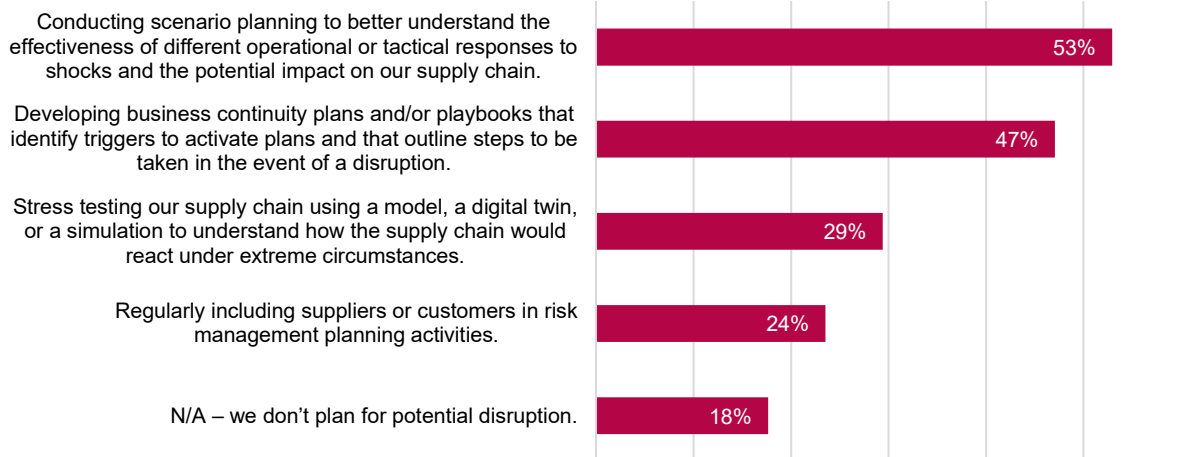 Conducting scenario planning to better understand the
effectiveness of different operational or tactical responses to
shocks and the potential impact on our supply chain.
53%
Developing business continuity plans and/or playbooks that
identify triggers to activate plans and that outline steps to be
taken in the event of a disruption.
47%
Stress testing our supply chain using a model, a digital twin,
or a simulation to understand how the supply chain would
react under extreme circumstances.
29%
Regularly including suppliers or customers in risk
management planning activities.
24%
N/A – we don’t plan for potential disruption.
18%